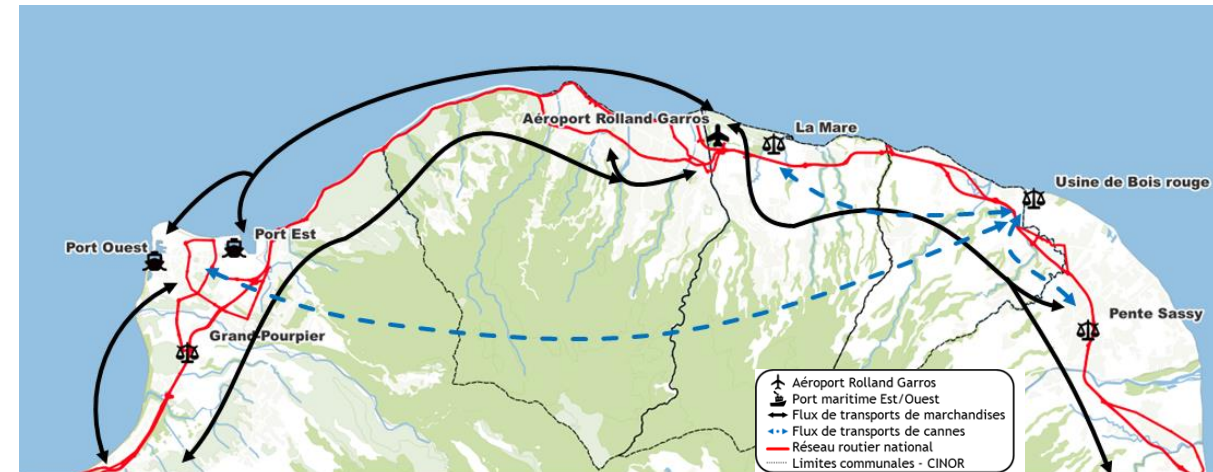 Aéroport Rolland Garros
La Mare
Usine de Bois rouge
Port Est
Port Ouest
Pente Sassy
Grand Pourpier
Aéroport Rolland Garros
Port maritime Est/Ouest
Flux de transports de marchandises
Flux de transports de cannes
Réseau routier national
Limites communales - CINOR